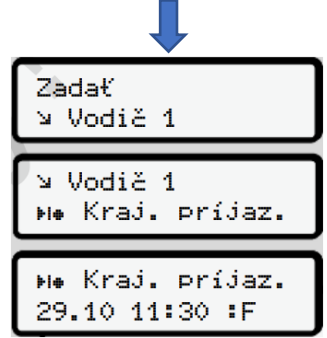 Zadať
↘ Vodič 1
↘ Vodič 1
Kraj. príjaz.
Kraj. príjaz.
29.10 11:30 :F